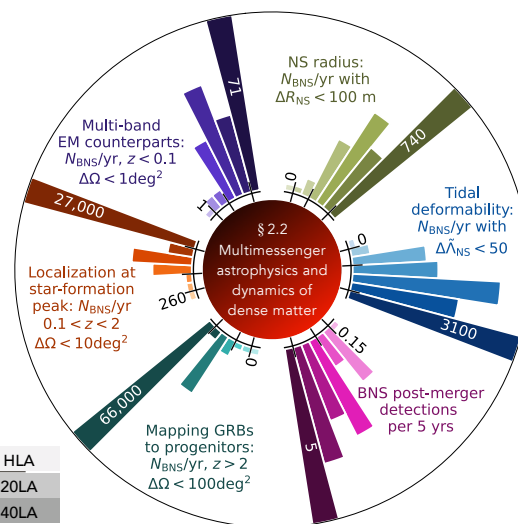 NS radius:
N_BNS/yr with
ΔR_NS < 100 m
740
0
Tidal
deformability:
N_BNS/yr with
ΔΛ̃_NS < 50
3100
0
BNS post-merger
detections
per 5 yrs
5
0.15
Mapping GRBs
to progenitors:
N_BNS/yr, z > 2
ΔΩ < 100deg²
66,000
0
Localization at
star-formation
peak: N_BNS/yr
0.1 < z < 2
ΔΩ < 10deg²
27,000
260
Multi-band
EM counterparts:
N_BNS/yr, z < 0.1
ΔΩ < 1deg²
71
1
§ 2.2
Multimessenger
astrophysics and
dynamics of
dense matter
HLA
20LA
40LA